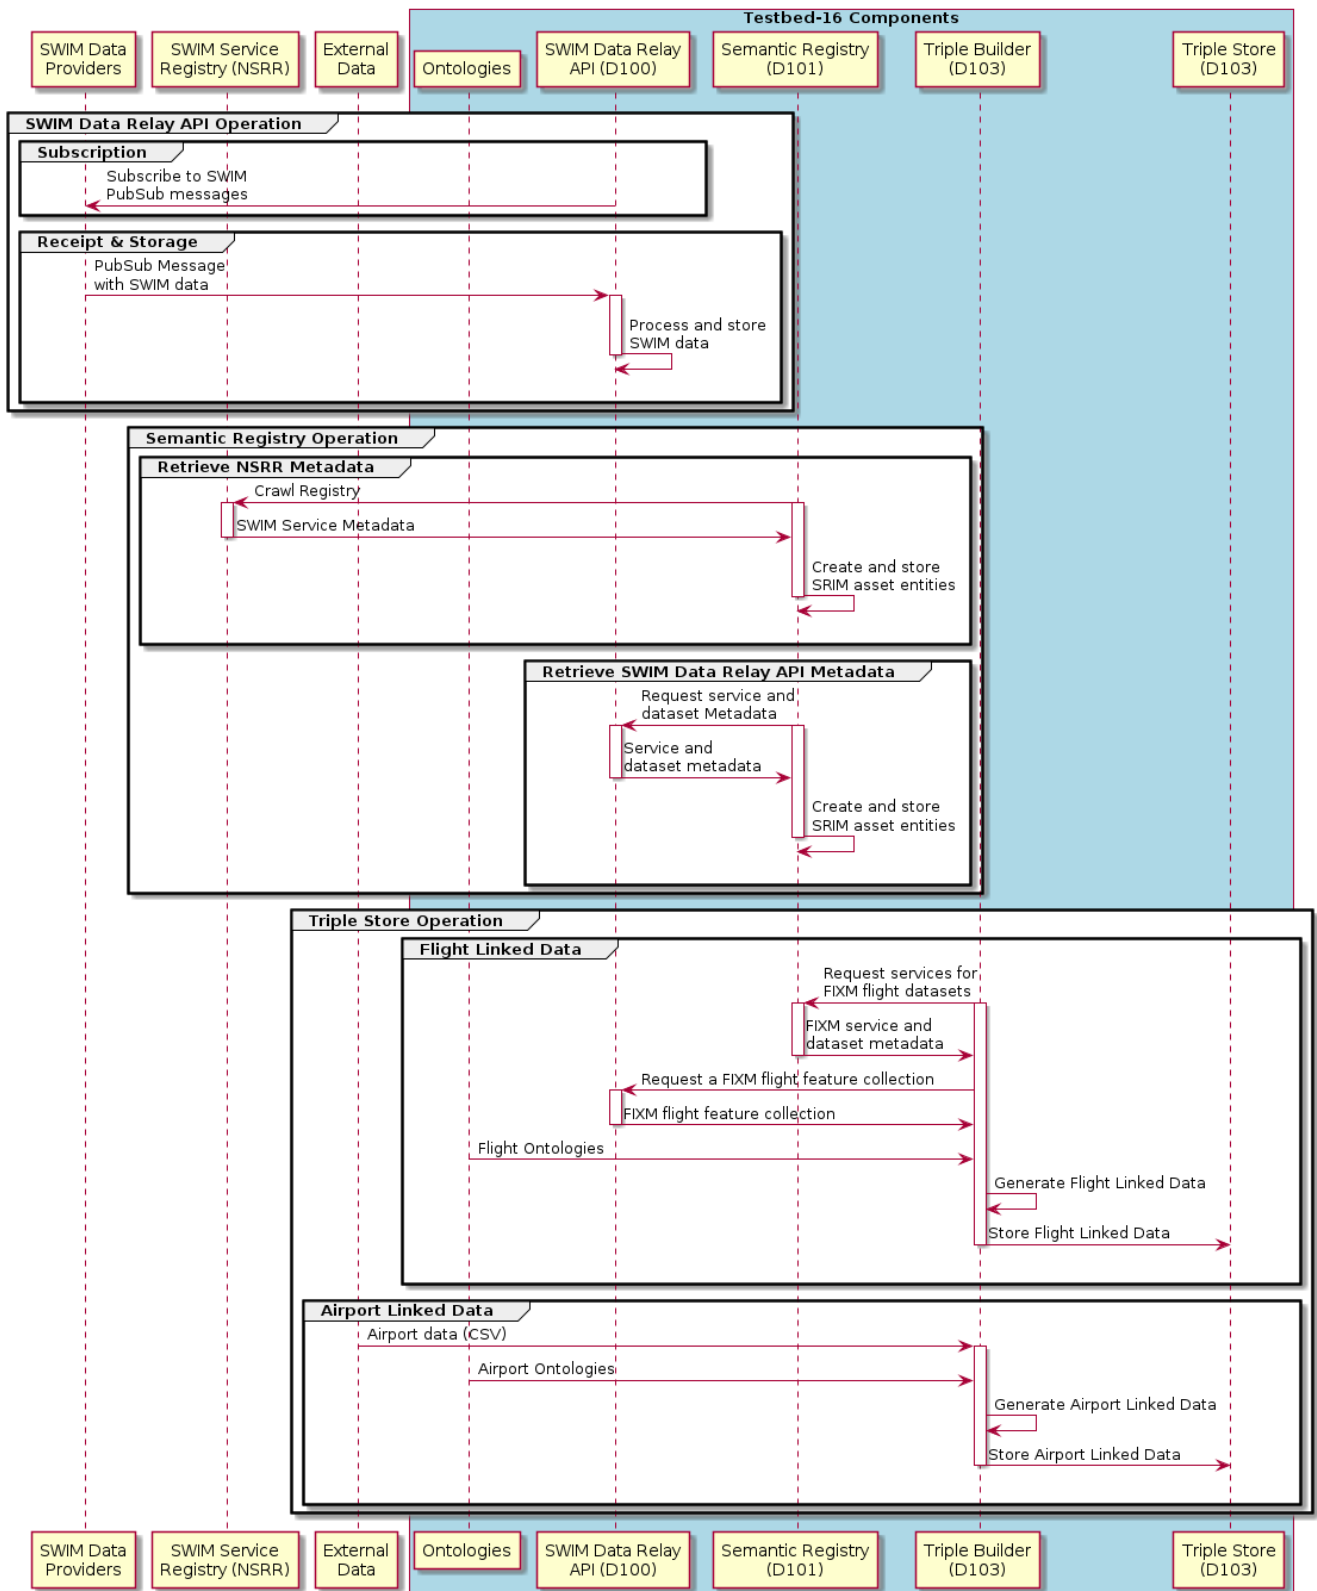 Testbed-16 Components
SWIM Data
Providers
SWIM Service
Registry (NSRR)
External
Data
Ontologies
SWIM Data Relay
API (D100)
Semantic Registry
(D101)
Triple Builder
(D103)
Triple Store
(D103)
SWIM Data Relay API Operation
Subscription
Subscribe to SWIM
PubSub messages
Receipt & Storage
PubSub Message
with SWIM data
Process and store
SWIM data
Semantic Registry Operation
Retrieve NSRR Metadata
Crawl Registry
SWIM Service Metadata
Create and store
SRIM asset entities
Retrieve SWIM Data Relay API Metadata
Request service and
dataset Metadata
Service and
dataset metadata
Create and store
SRIM asset entities
Triple Store Operation
Flight Linked Data
Request services for
FIXM flight datasets
FIXM service and
dataset metadata
Request a FIXM flight feature collection
FIXM flight feature collection
Flight Ontologies
Generate Flight Linked Data
Store Flight Linked Data
Airport Linked Data
Airport data (CSV)
Airport Ontologies
Generate Airport Linked Data
Store Airport Linked Data
SWIM Data
Providers
SWIM Service
Registry (NSRR)
External
Data
Ontologies
SWIM Data Relay
API (D100)
Semantic Registry
(D101)
Triple Builder
(D103)
Triple Store
(D103)